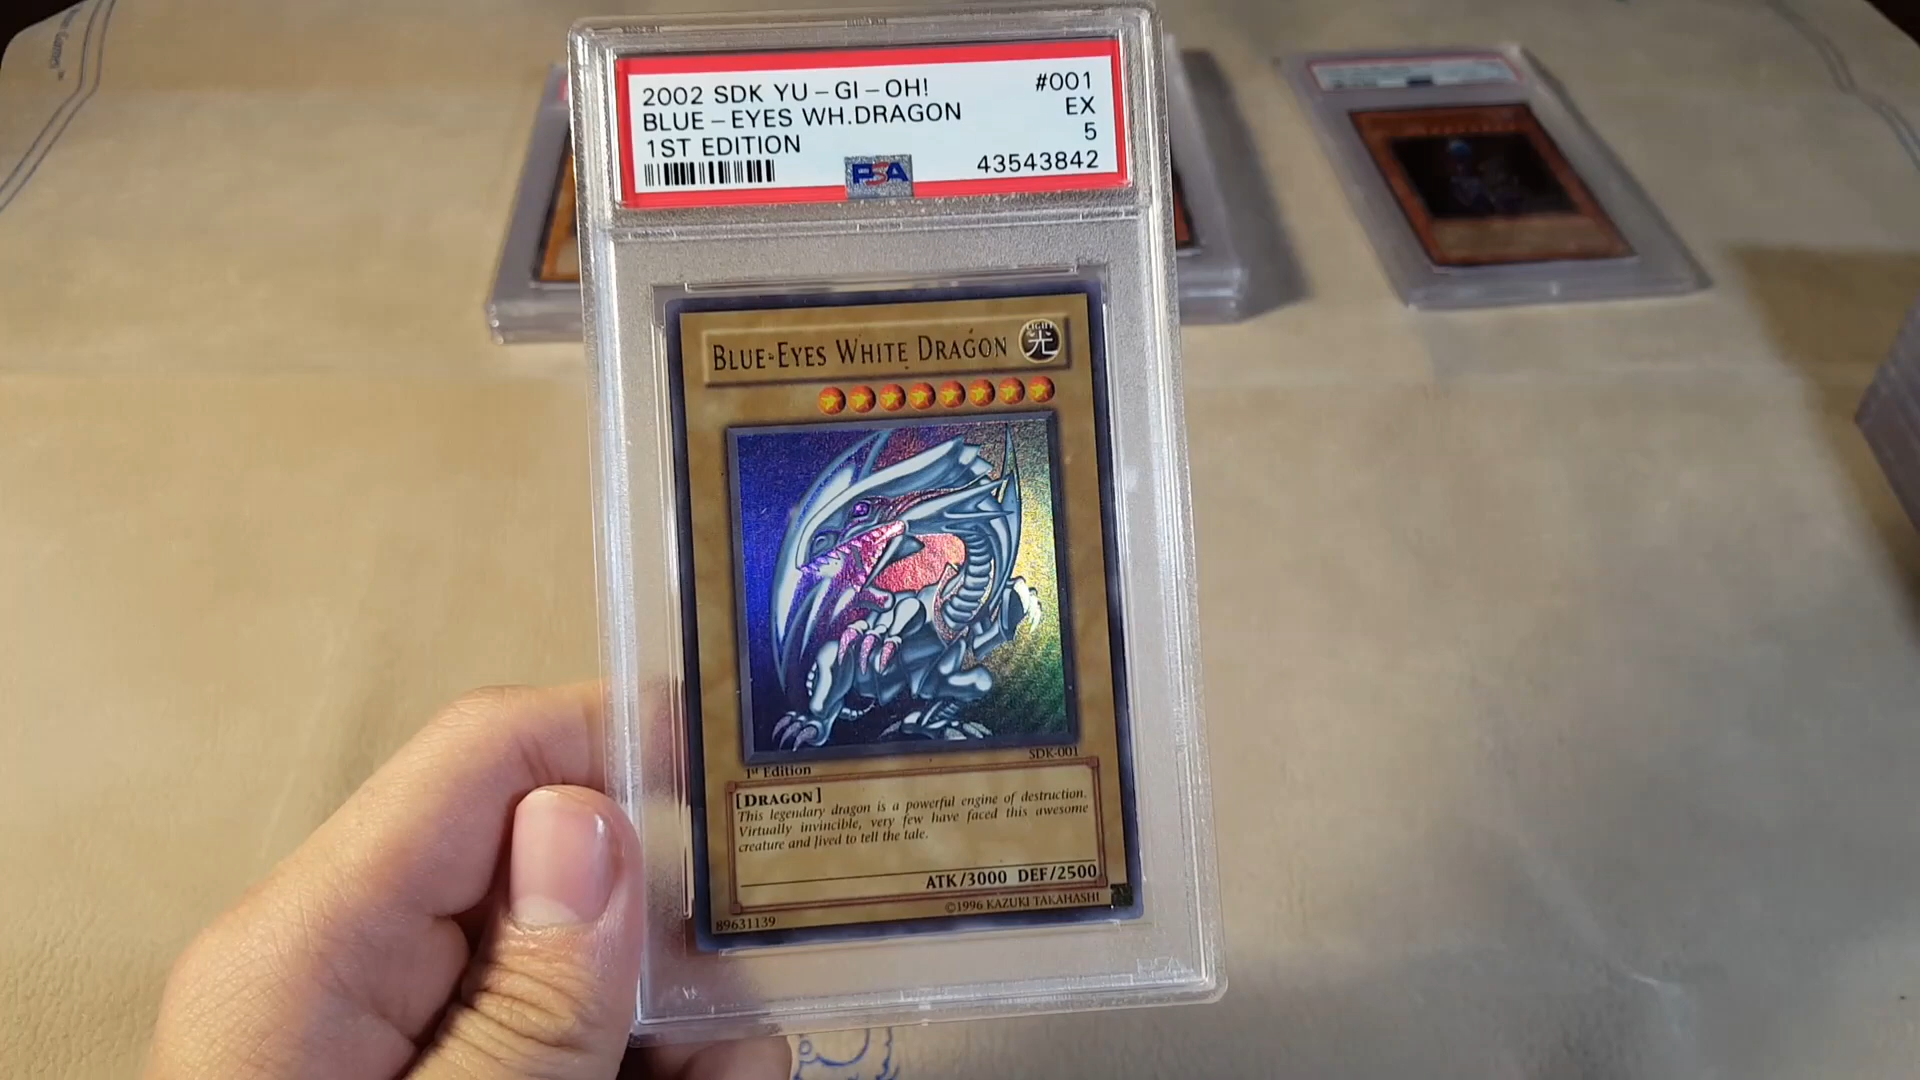 2002 SDK YU-GI-OH! #001
BLUE-EYES WH.DRAGON EX
1ST EDITION 5
PSA 43543842
BLUE-EYES WHITE DRAGON
LIGHT
光
SDK-001
1st Edition
[DRAGON]
This legendary dragon is a powerful engine of destruction.
Virtually invincible, very few have faced this awesome
creature and lived to tell the tale.
ATK/3000 DEF/2500
89631139 ©1996 KAZUKI TAKAHASHI
PSA